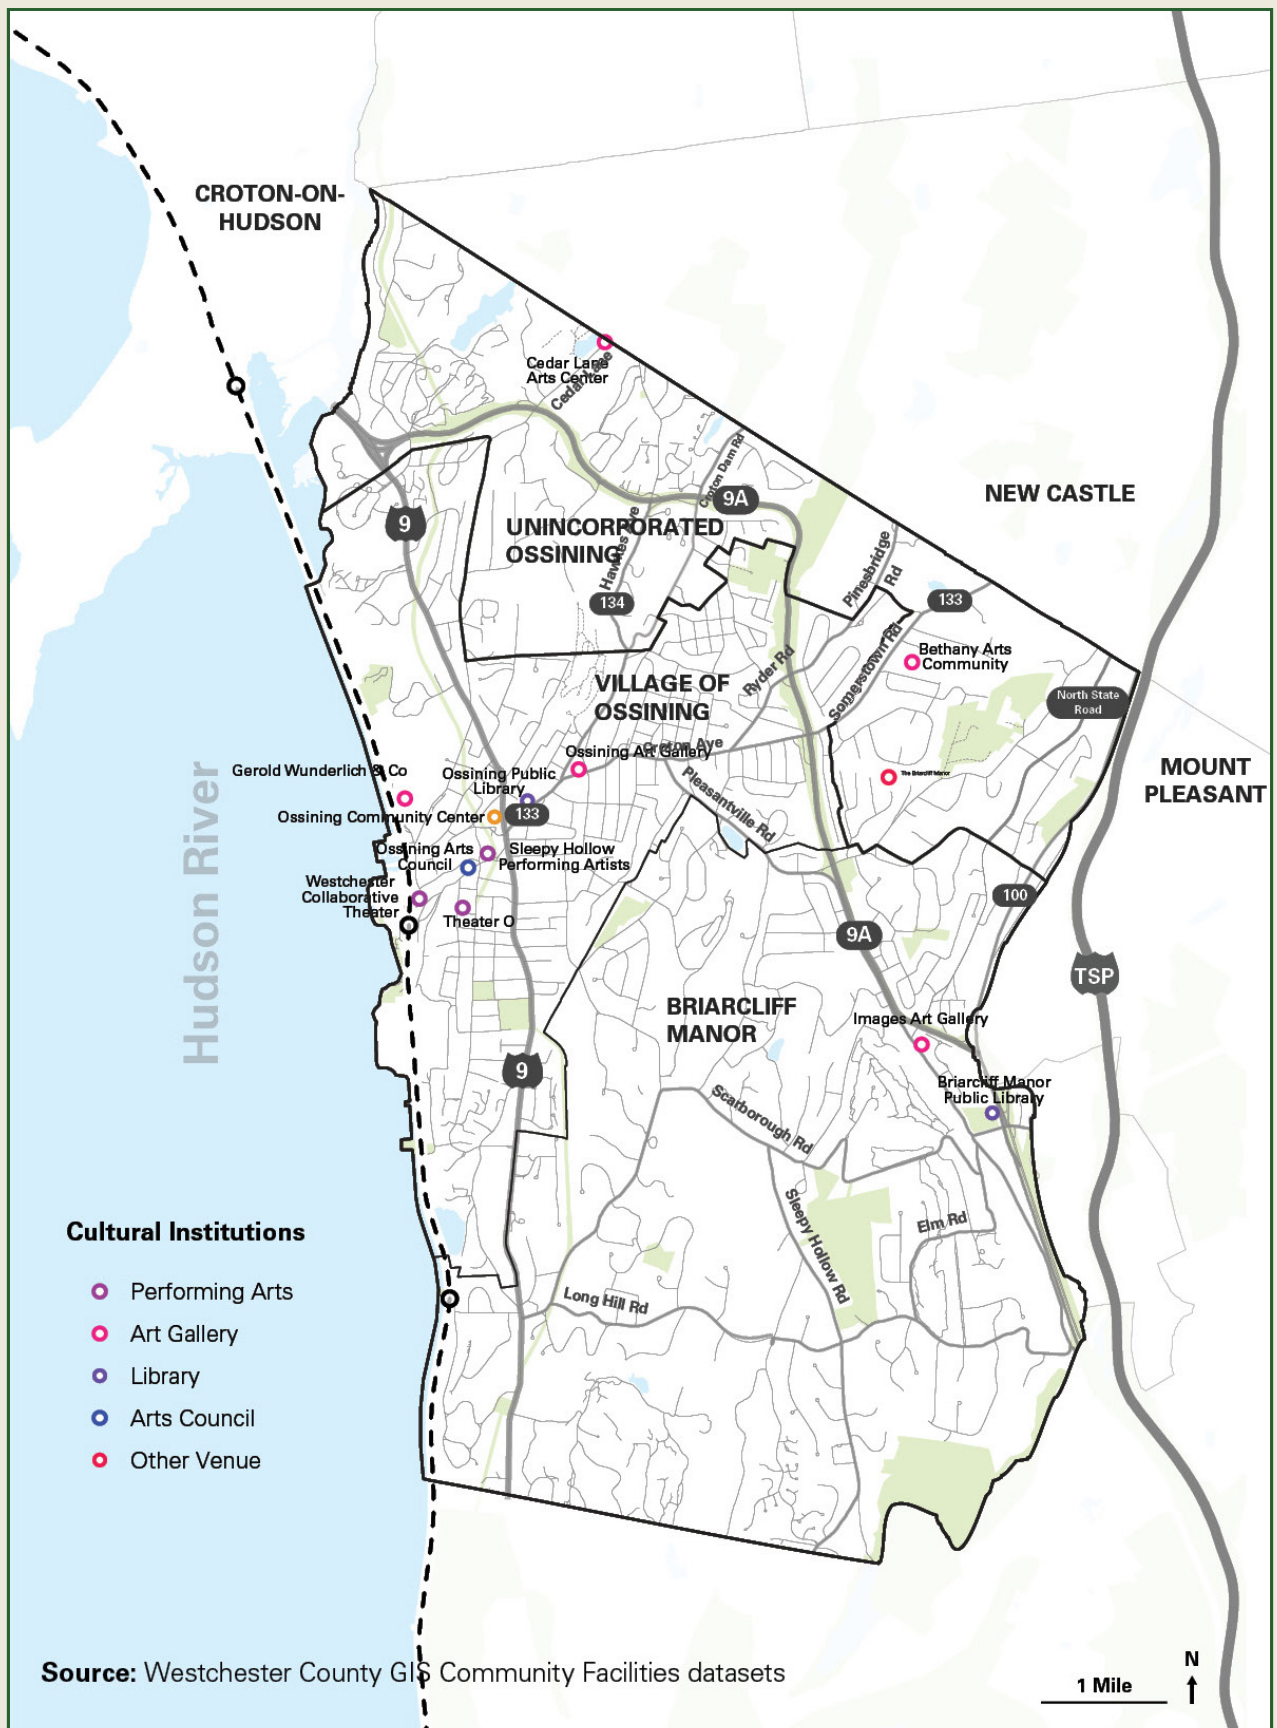 CROTON-ON-
HUDSON
Cedar Lane
Arts Center
Cedar Lane
Croton Dam Rd
9A
NEW CASTLE
9
UNINCORPORATED
OSSINING
Hawkes Ave
134
Pinesbridge
Rd
133
Bethany Arts
Community
Somerstown Rd
Ryder Rd
VILLAGE OF
OSSINING
North State
Road
Croton Ave
Ossining Art Gallery
Gerold Wunderlich & Co
Ossining Public
Library
Pleasantville Rd
The Briarcliff Manor
MOUNT
PLEASANT
Ossining Community Center
133
Ossining Arts
Council
Sleepy Hollow
Performing Artists
Westchester
Collaborative
Theater
Theater O
100
9A
TSP
Hudson River
BRIARCLIFF
MANOR
Images Art Gallery
9
Briarcliff Manor
Public Library
Scarborough Rd
Sleepy Hollow Rd
Elm Rd
Long Hill Rd
Cultural Institutions
Performing Arts
Art Gallery
Library
Arts Council
Other Venue
Source: Westchester County GIS Community Facilities datasets
1 Mile
N